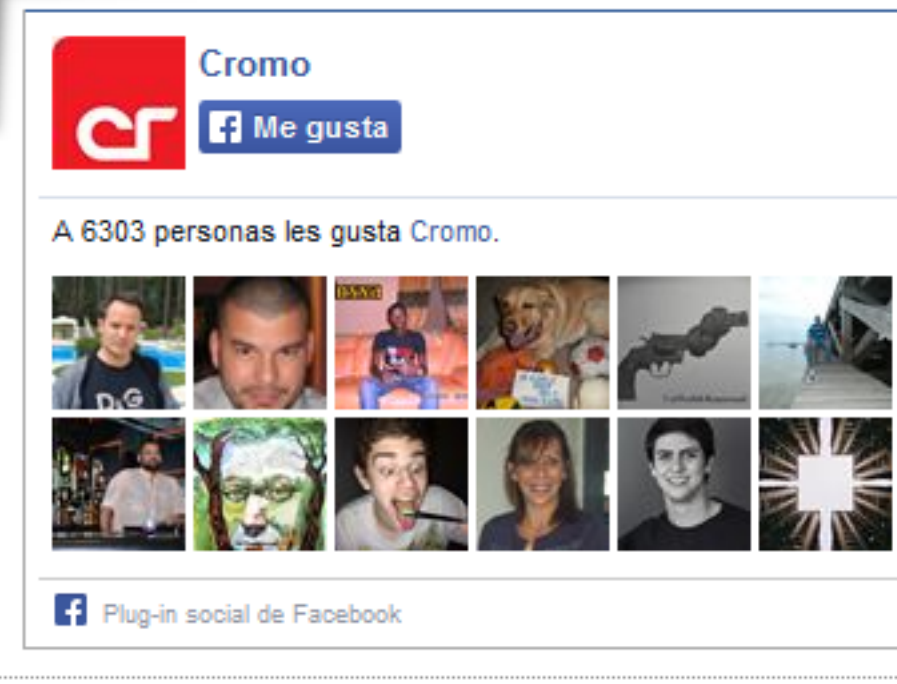 cr
Cromo
f Me gusta
A 6303 personas les gusta Cromo.
D&G
f Plug-in social de Facebook